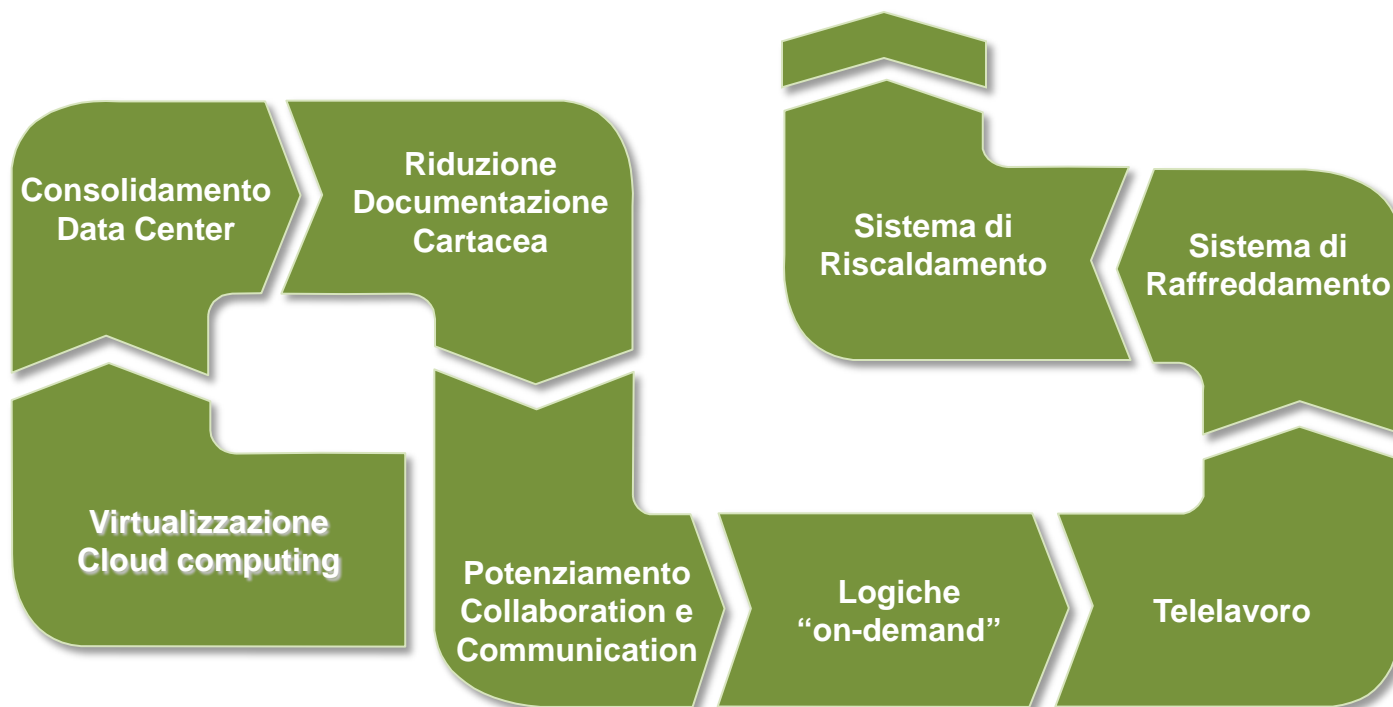 Virtualizzazione
Cloud computing
Consolidamento
Data Center
Riduzione
Documentazione
Cartacea
Potenziamento
Collaboration e
Communication
Logiche
“on-demand”
Telelavoro
Sistema di
Raffreddamento
Sistema di
Riscaldamento